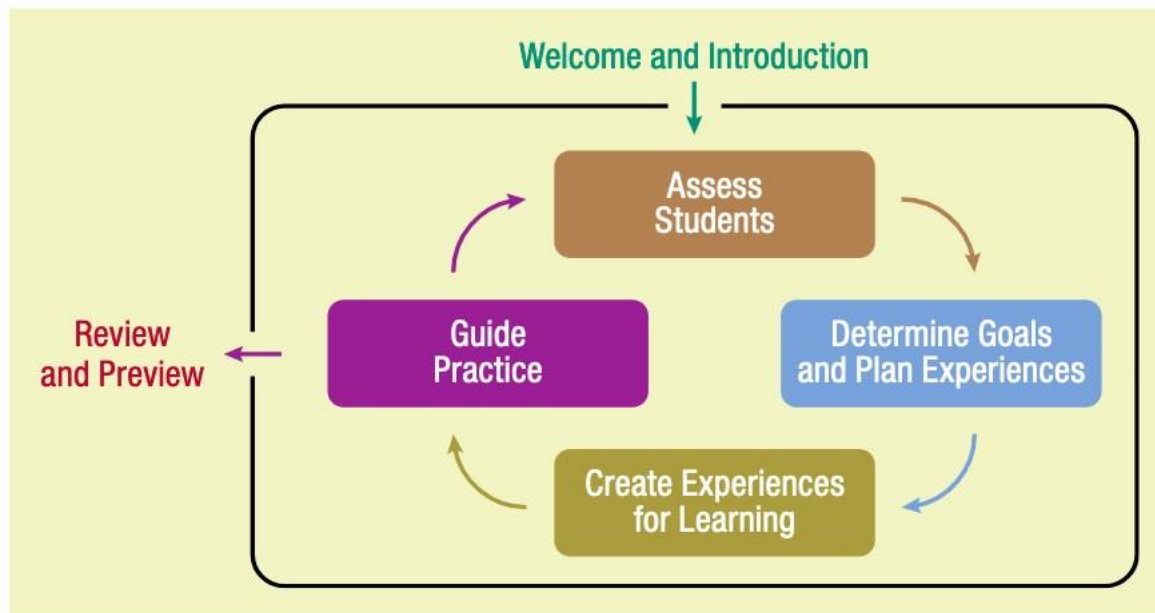 Welcome and Introduction
Assess
Students
Determine Goals
and Plan Experiences
Create Experiences
for Learning
Guide
Practice
Review
and Preview